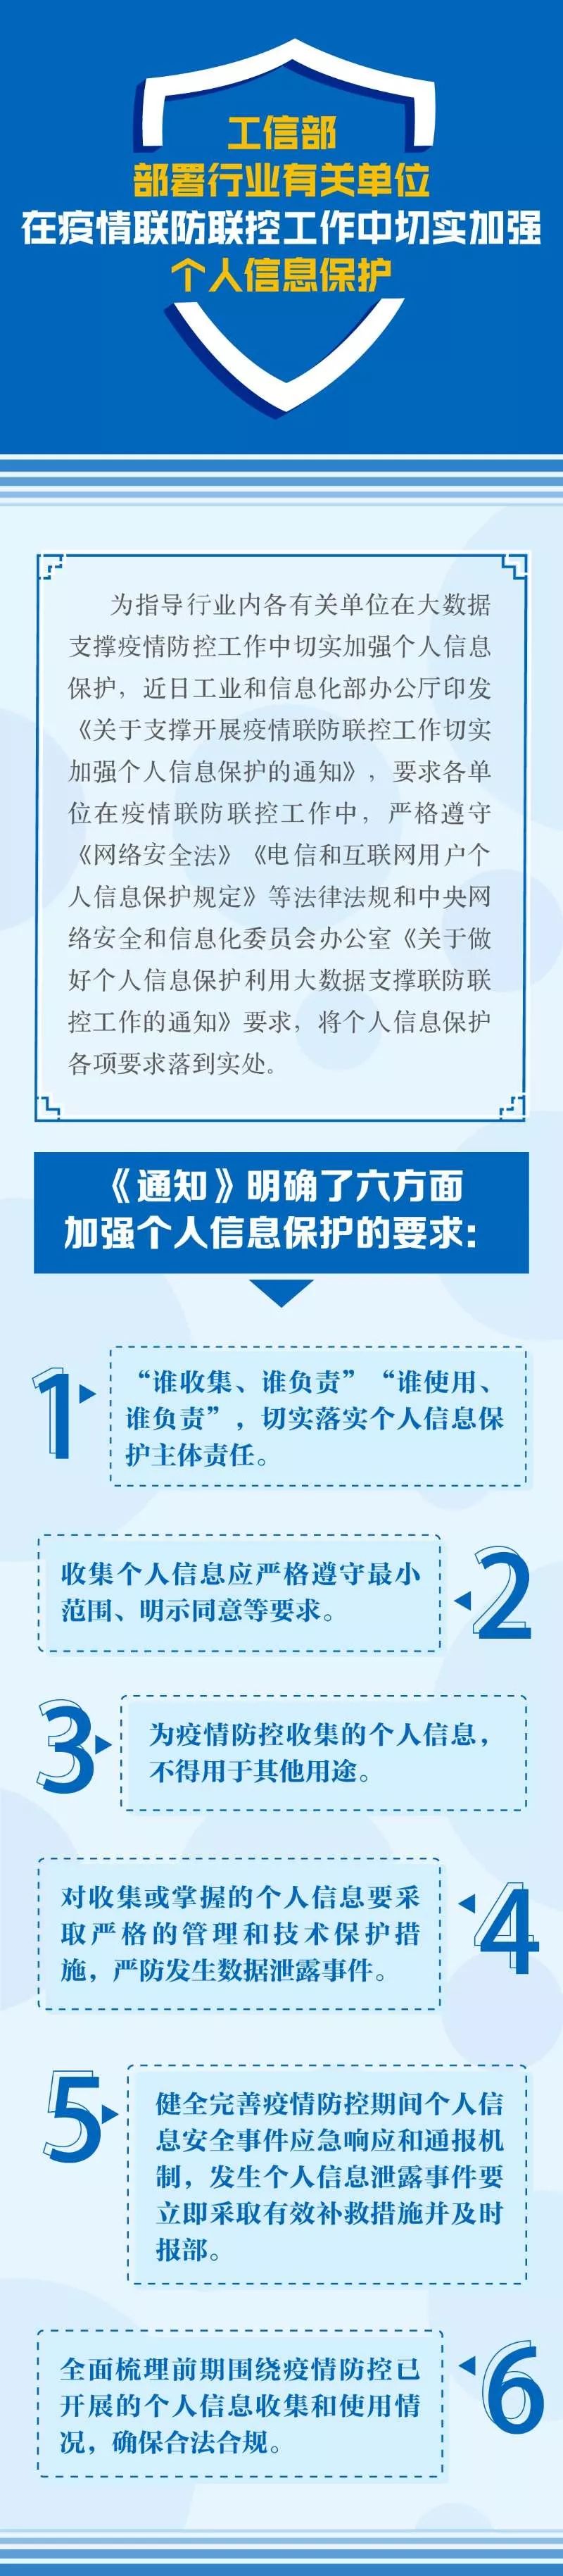 工信部
部署行业有关单位
在疫情联防联控工作中切实加强
个人信息保护
为指导行业内各有关单位在大数据
支撑疫情防控工作中切实加强个人信息
保护，近日工业和信息化部办公厅印发
《关于支撑开展疫情联防联控工作切实
加强个人信息保护的通知》，要求各单
位在疫情联防联控工作中，严格遵守
《网络安全法》《电信和互联网用户个
人信息保护规定》等法律法规和中央网
络安全和信息化委员会办公室《关于做
好个人信息保护利用大数据支撑联防联
控工作的通知》要求，将个人信息保护
各项要求落到实处。
《通知》明确了六方面
加强个人信息保护的要求：
1
“谁收集、谁负责”“谁使用、
谁负责”，切实落实个人信息保
护主体责任。
2
收集个人信息应严格遵守最小
范围、明示同意等要求。
3
为疫情防控收集的个人信息，
不得用于其他用途。
4
对收集或掌握的个人信息要采
取严格的管理和技术保护措
施，严防发生数据泄露事件。
5
健全完善疫情防控期间个人信
息安全事件应急响应和通报机
制，发生个人信息泄露事件要
立即采取有效补救措施并及时
报部。
6
全面梳理前期围绕疫情防控已
开展的个人信息收集和使用情
况，确保合法合规。